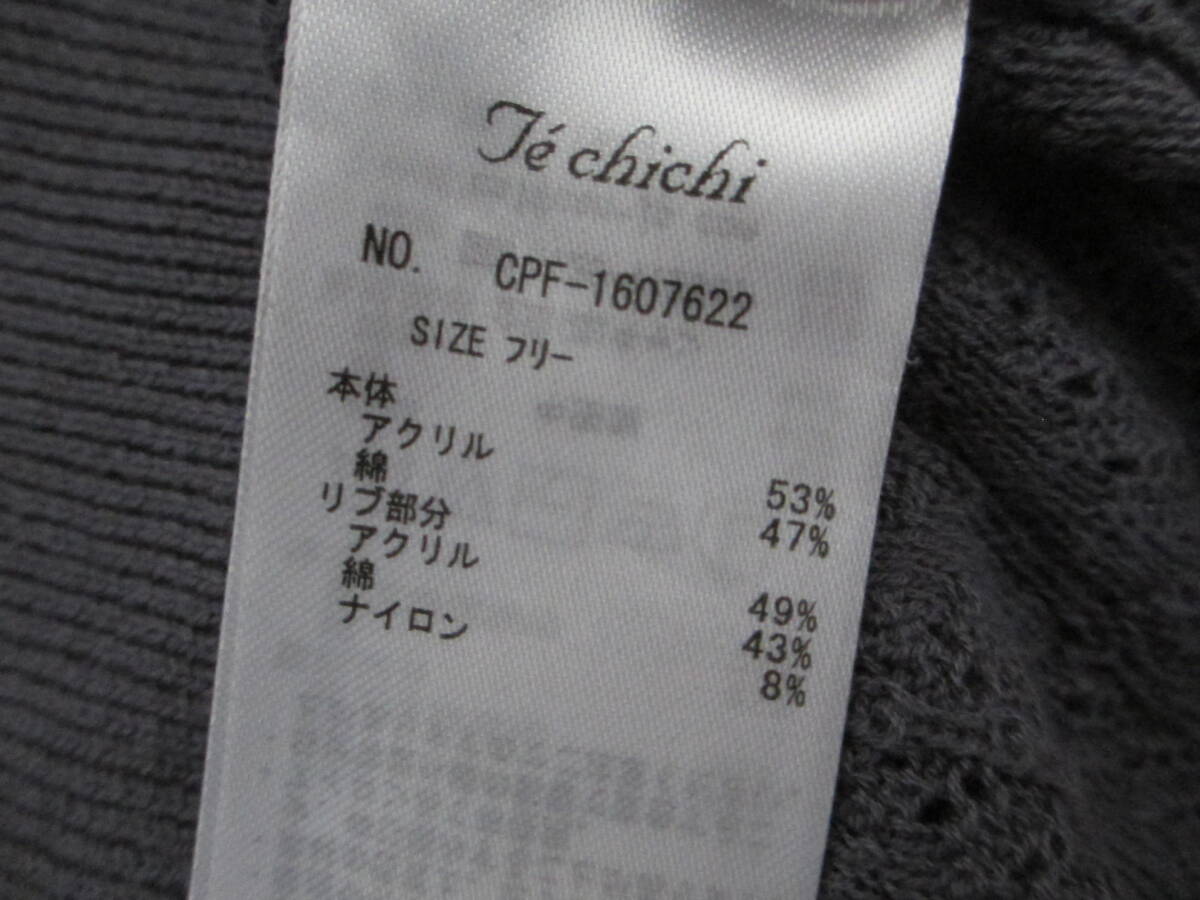 Té chichi
NO. CPF-1607622
SIZE フリー
本体
アクリル 53%
綿 47%
リブ部分
アクリル 49%
綿 43%
ナイロン 8%